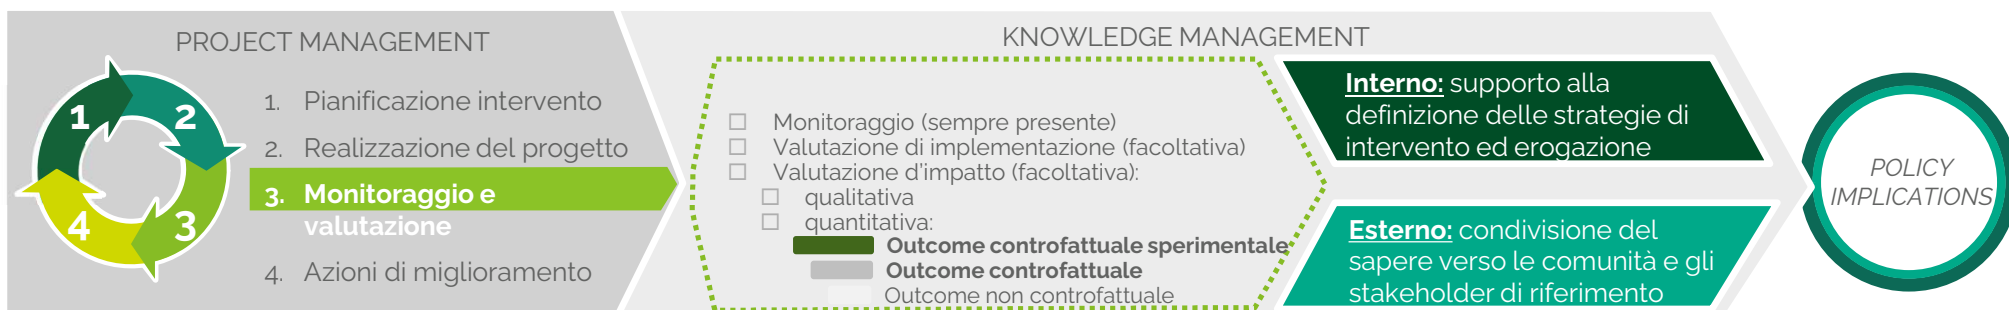 PROJECT MANAGEMENT
1
2
3
4
1. Pianificazione intervento
2. Realizzazione del progetto
3. Monitoraggio e
valutazione
4. Azioni di miglioramento
KNOWLEDGE MANAGEMENT
Monitoraggio (sempre presente)
Valutazione di implementazione (facoltativa)
Valutazione d'impatto (facoltativa):
qualitativa
quantitativa:
Outcome controfattuale sperimentale
Outcome controfattuale
Outcome non controfattuale
Interno: supporto alla
definizione delle strategie di
intervento ed erogazione
Esterno: condivisione del
sapere verso le comunità e gli
stakeholder di riferimento
POLICY
IMPLICATIONS